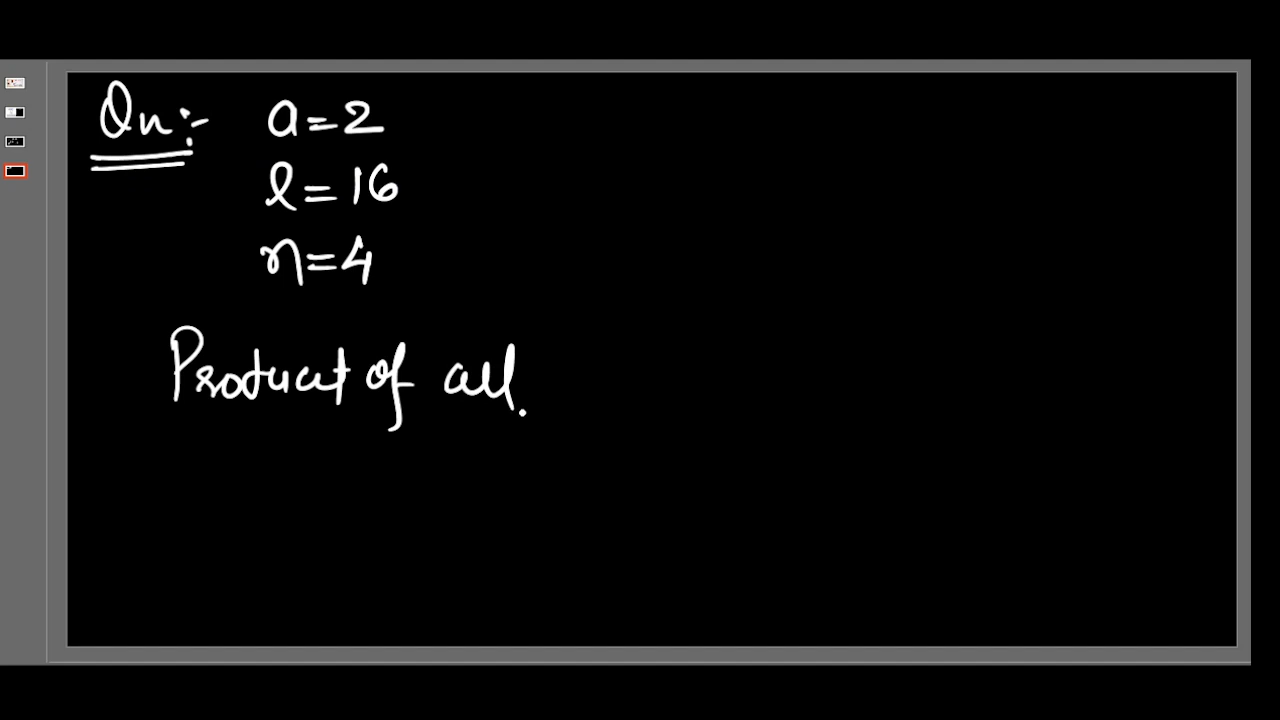 Qn:-
a=2
l=16
n=4
Product of all.